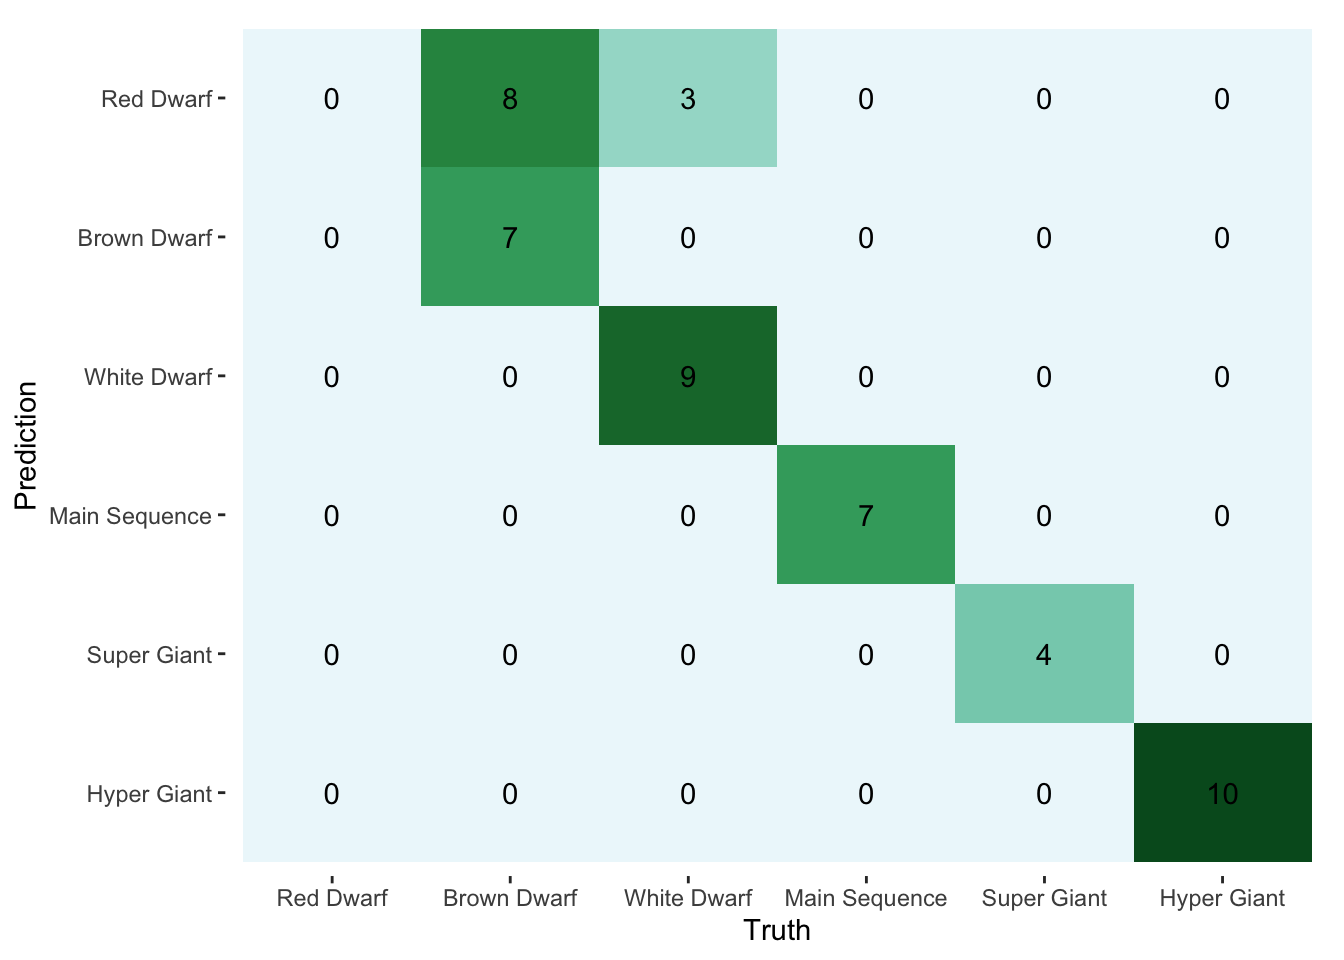 Red Dwarf 0 8 3 0 0 0
Brown Dwarf 0 7 0 0 0 0
White Dwarf 0 0 9 0 0 0
Prediction
Main Sequence 0 0 0 7 0 0
Super Giant 0 0 0 0 4 0
Hyper Giant 0 0 0 0 0 10
Red Dwarf Brown Dwarf White Dwarf Main Sequence Super Giant Hyper Giant
Truth